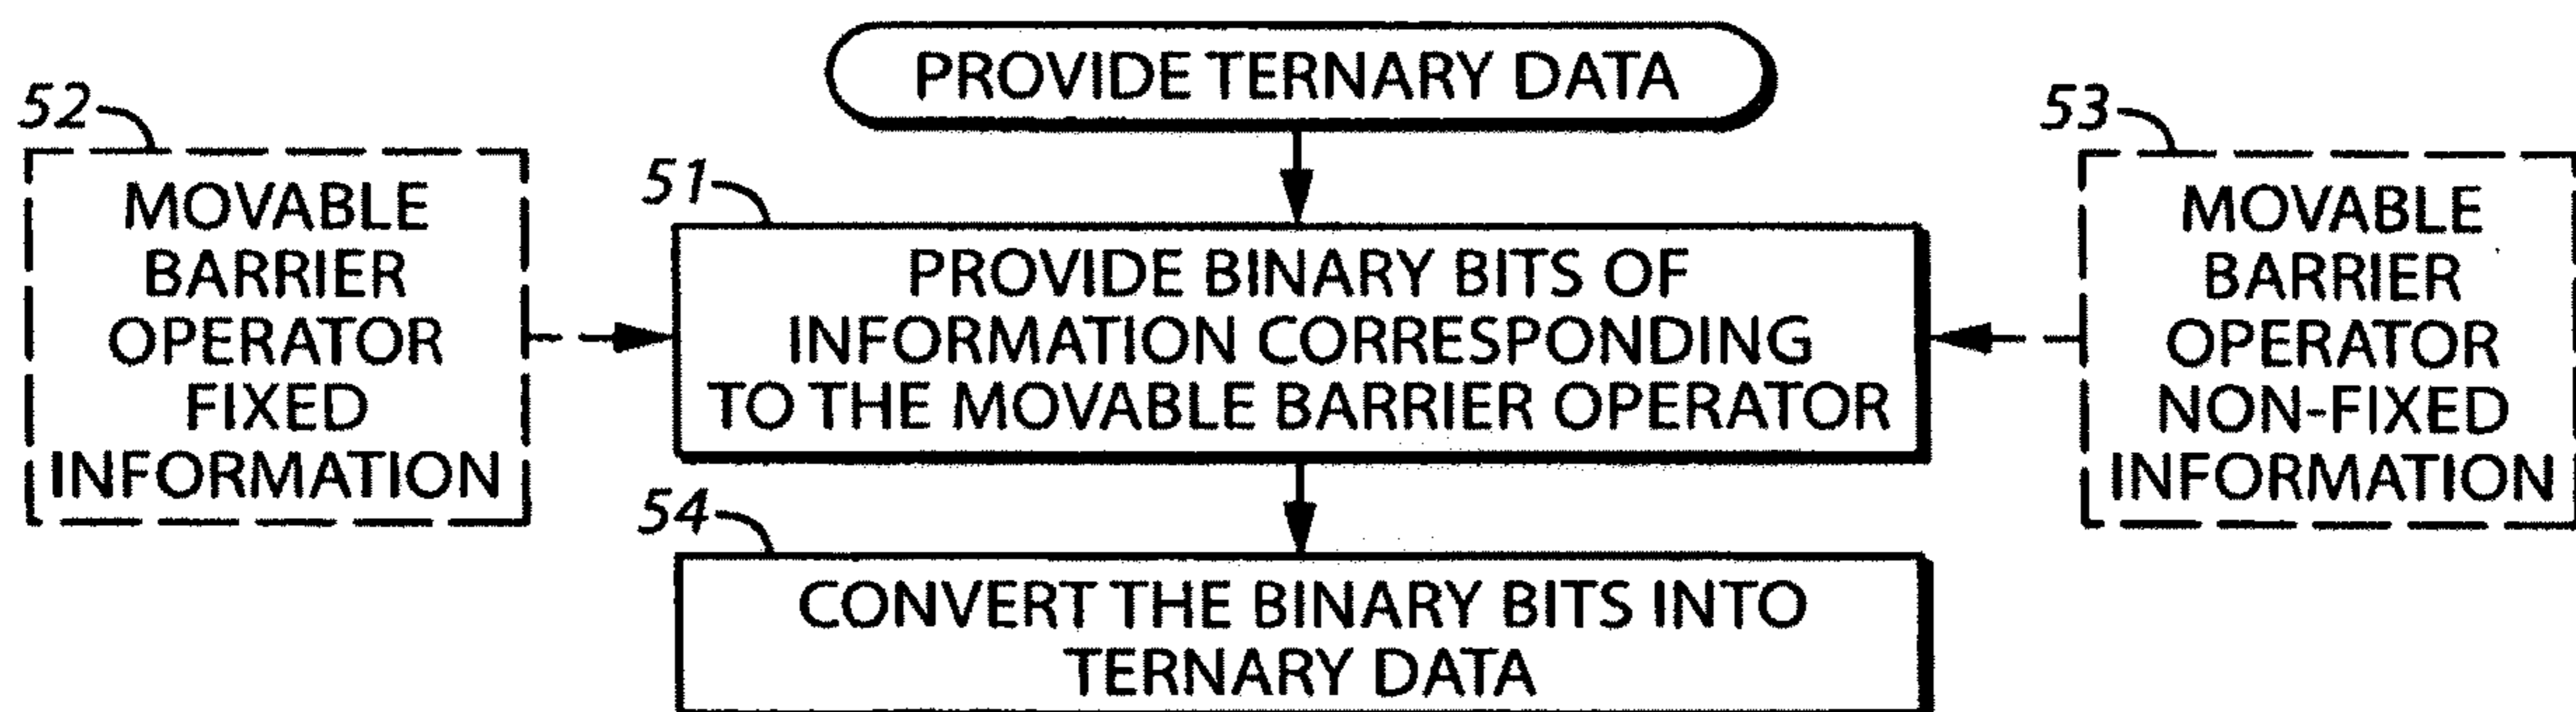 PROVIDE TERNARY DATA
52
MOVABLE
BARRIER
OPERATOR
FIXED
INFORMATION
51
PROVIDE BINARY BITS OF
INFORMATION CORRESPONDING
TO THE MOVABLE BARRIER OPERATOR
53
MOVABLE
BARRIER
OPERATOR
NON-FIXED
INFORMATION
54
CONVERT THE BINARY BITS INTO
TERNARY DATA